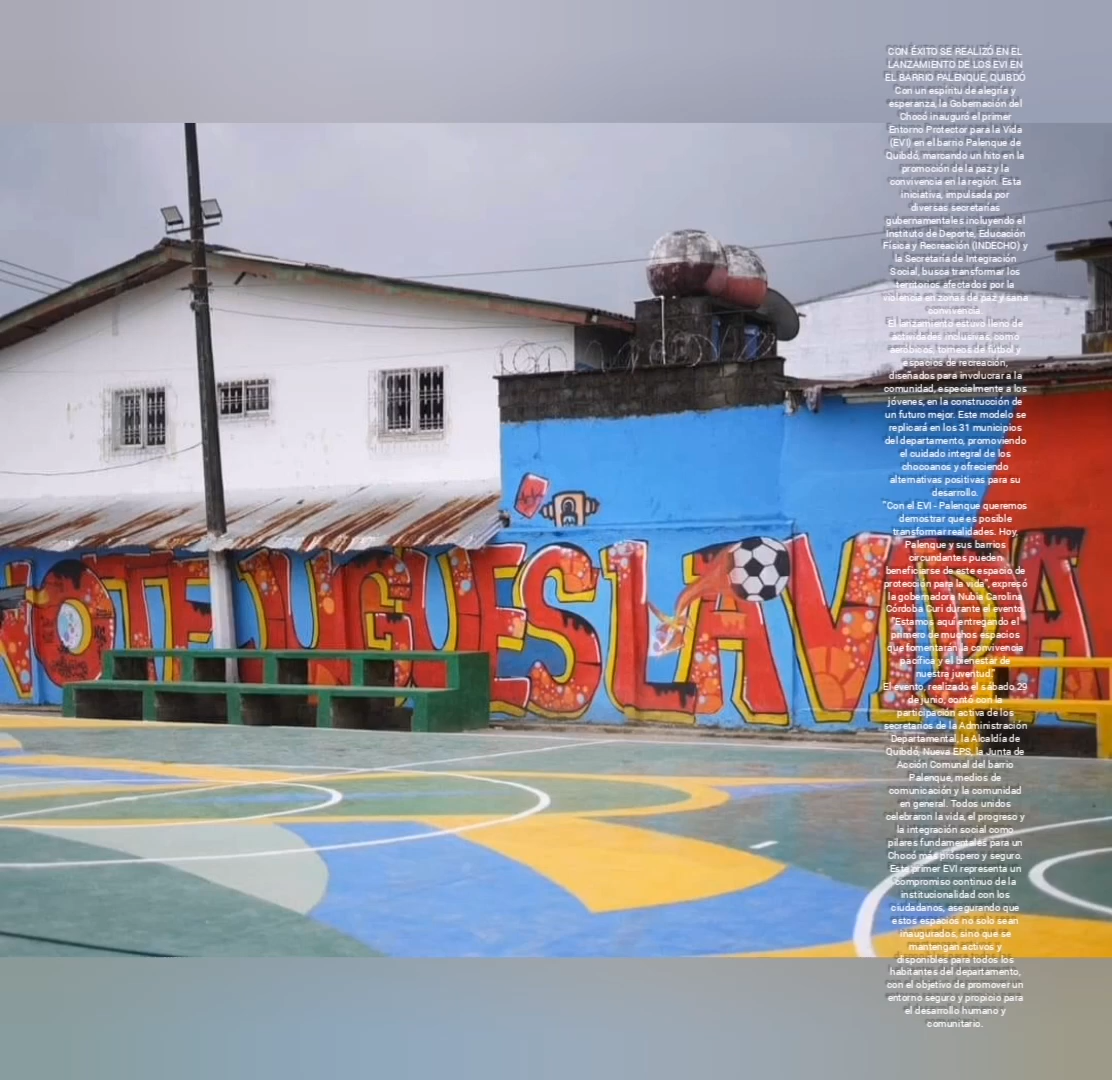 CON ÉXITO SE REALIZÓ EN EL
LANZAMIENTO DE LOS EVI EN
EL BARRIO PALENQUE, QUIBDÓ
Con un espíritu de alegría y
esperanza, la Gobernación del
Chocó inauguró el primer
Entorno Protector para la Vida
(EVI) en el barrio Palenque de
Quibdó, marcando un hito en la
promoción de la paz y la
convivencia en la región. Esta
iniciativa, impulsada por
diversas secretarías
gubernamentales incluyendo el
Instituto de Deporte, Educación
Física y Recreación (INDECHO) y
la Secretaría de Integración
Social, busca transformar los
territorios afectados por la
violencia en zonas de paz y sana
convivencia.
El lanzamiento estuvo lleno de
actividades inclusivas, como
aeróbicos, torneos de fútbol y
espacios de recreación,
diseñados para involucrar a la
comunidad, especialmente a los
jóvenes, en la construcción de
un futuro mejor. Este modelo se
replicará en los 31 municipios
del departamento, promoviendo
el cuidado integral de los
chocoanos y ofreciendo
alternativas positivas para su
desarrollo.
"Con el EVI - Palenque queremos
demostrar que es posible
transformar realidades. Hoy,
Palenque y sus barrios
circundantes pueden
beneficiarse de este espacio de
protección para la vida", expresó
la gobernadora Nubia Carolina
Córdoba Curi durante el evento.
"Estamos aquí entregando el
primero de muchos espacios
que fomentarán la convivencia
pacífica y el bienestar de
nuestra juventud."
El evento, realizado el sábado 29
de junio, contó con la
participación activa de los
secretarios de la Administración
Departamental, la Alcaldía de
Quibdó, Nueva EPS, la Junta de
Acción Comunal del barrio
Palenque, medios de
comunicación y la comunidad
en general. Todos unidos
celebraron la vida, el progreso y
la integración social como
pilares fundamentales para un
Chocó más próspero y seguro.
Este primer EVI representa un
compromiso continuo de la
institucionalidad con los
ciudadanos, asegurando que
estos espacios no solo sean
inaugurados, sino que se
mantengan activos y
disponibles para todos los
habitantes del departamento,
con el objetivo de promover un
entorno seguro y propicio para
el desarrollo humano y
comunitario.
NO TE JUGUES LA VIDA